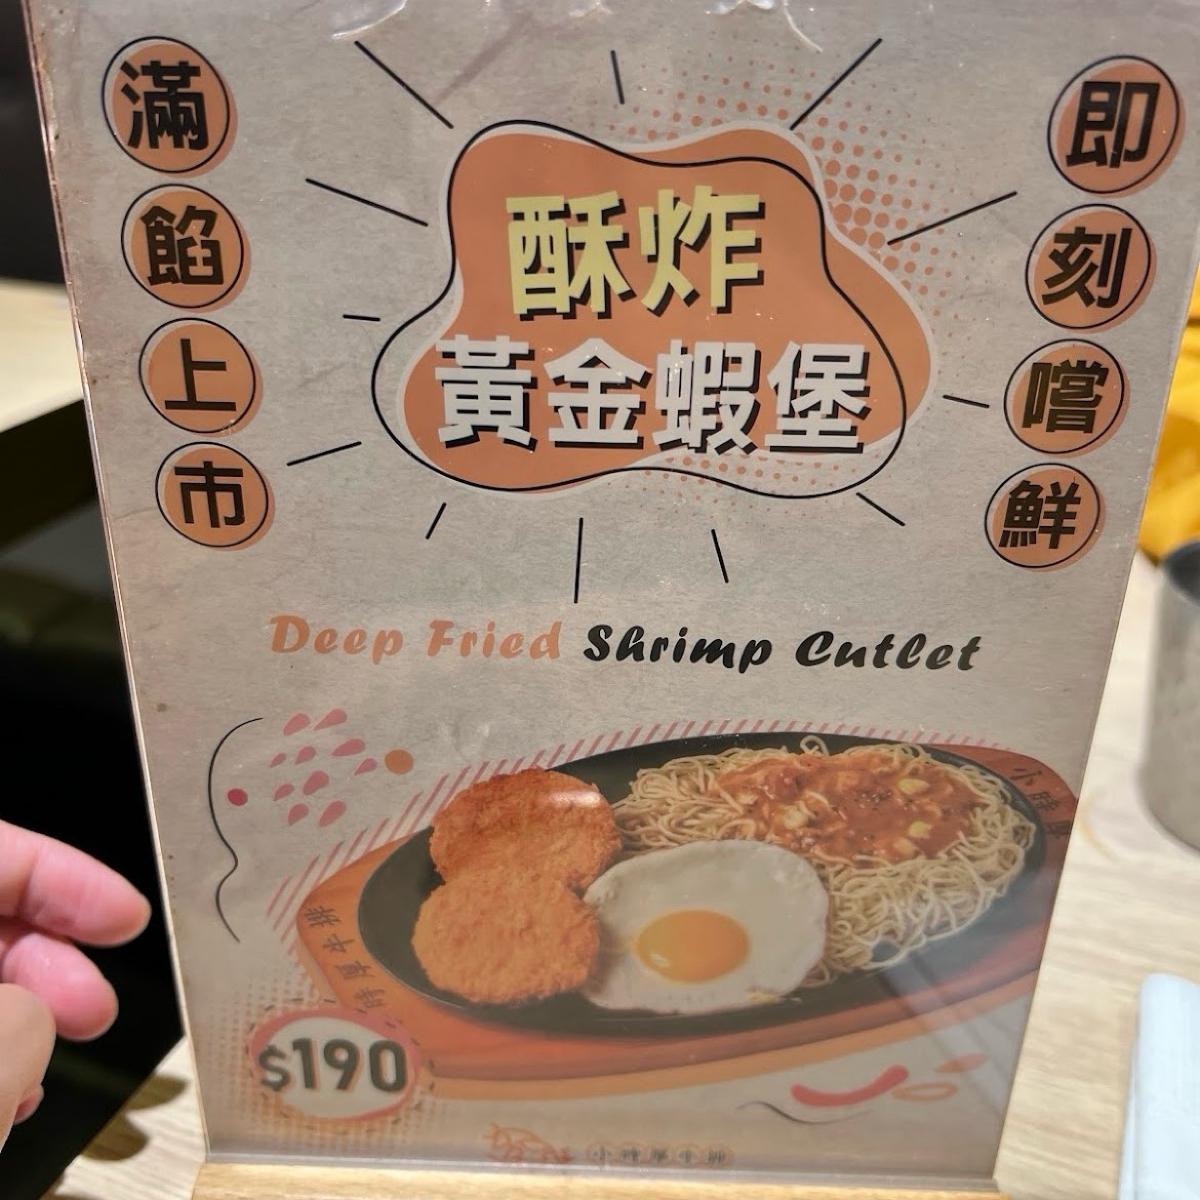 滿餡上市
即刻嚐鮮
酥炸
黃金蝦堡
Deep Fried Shrimp Cutlet
$190